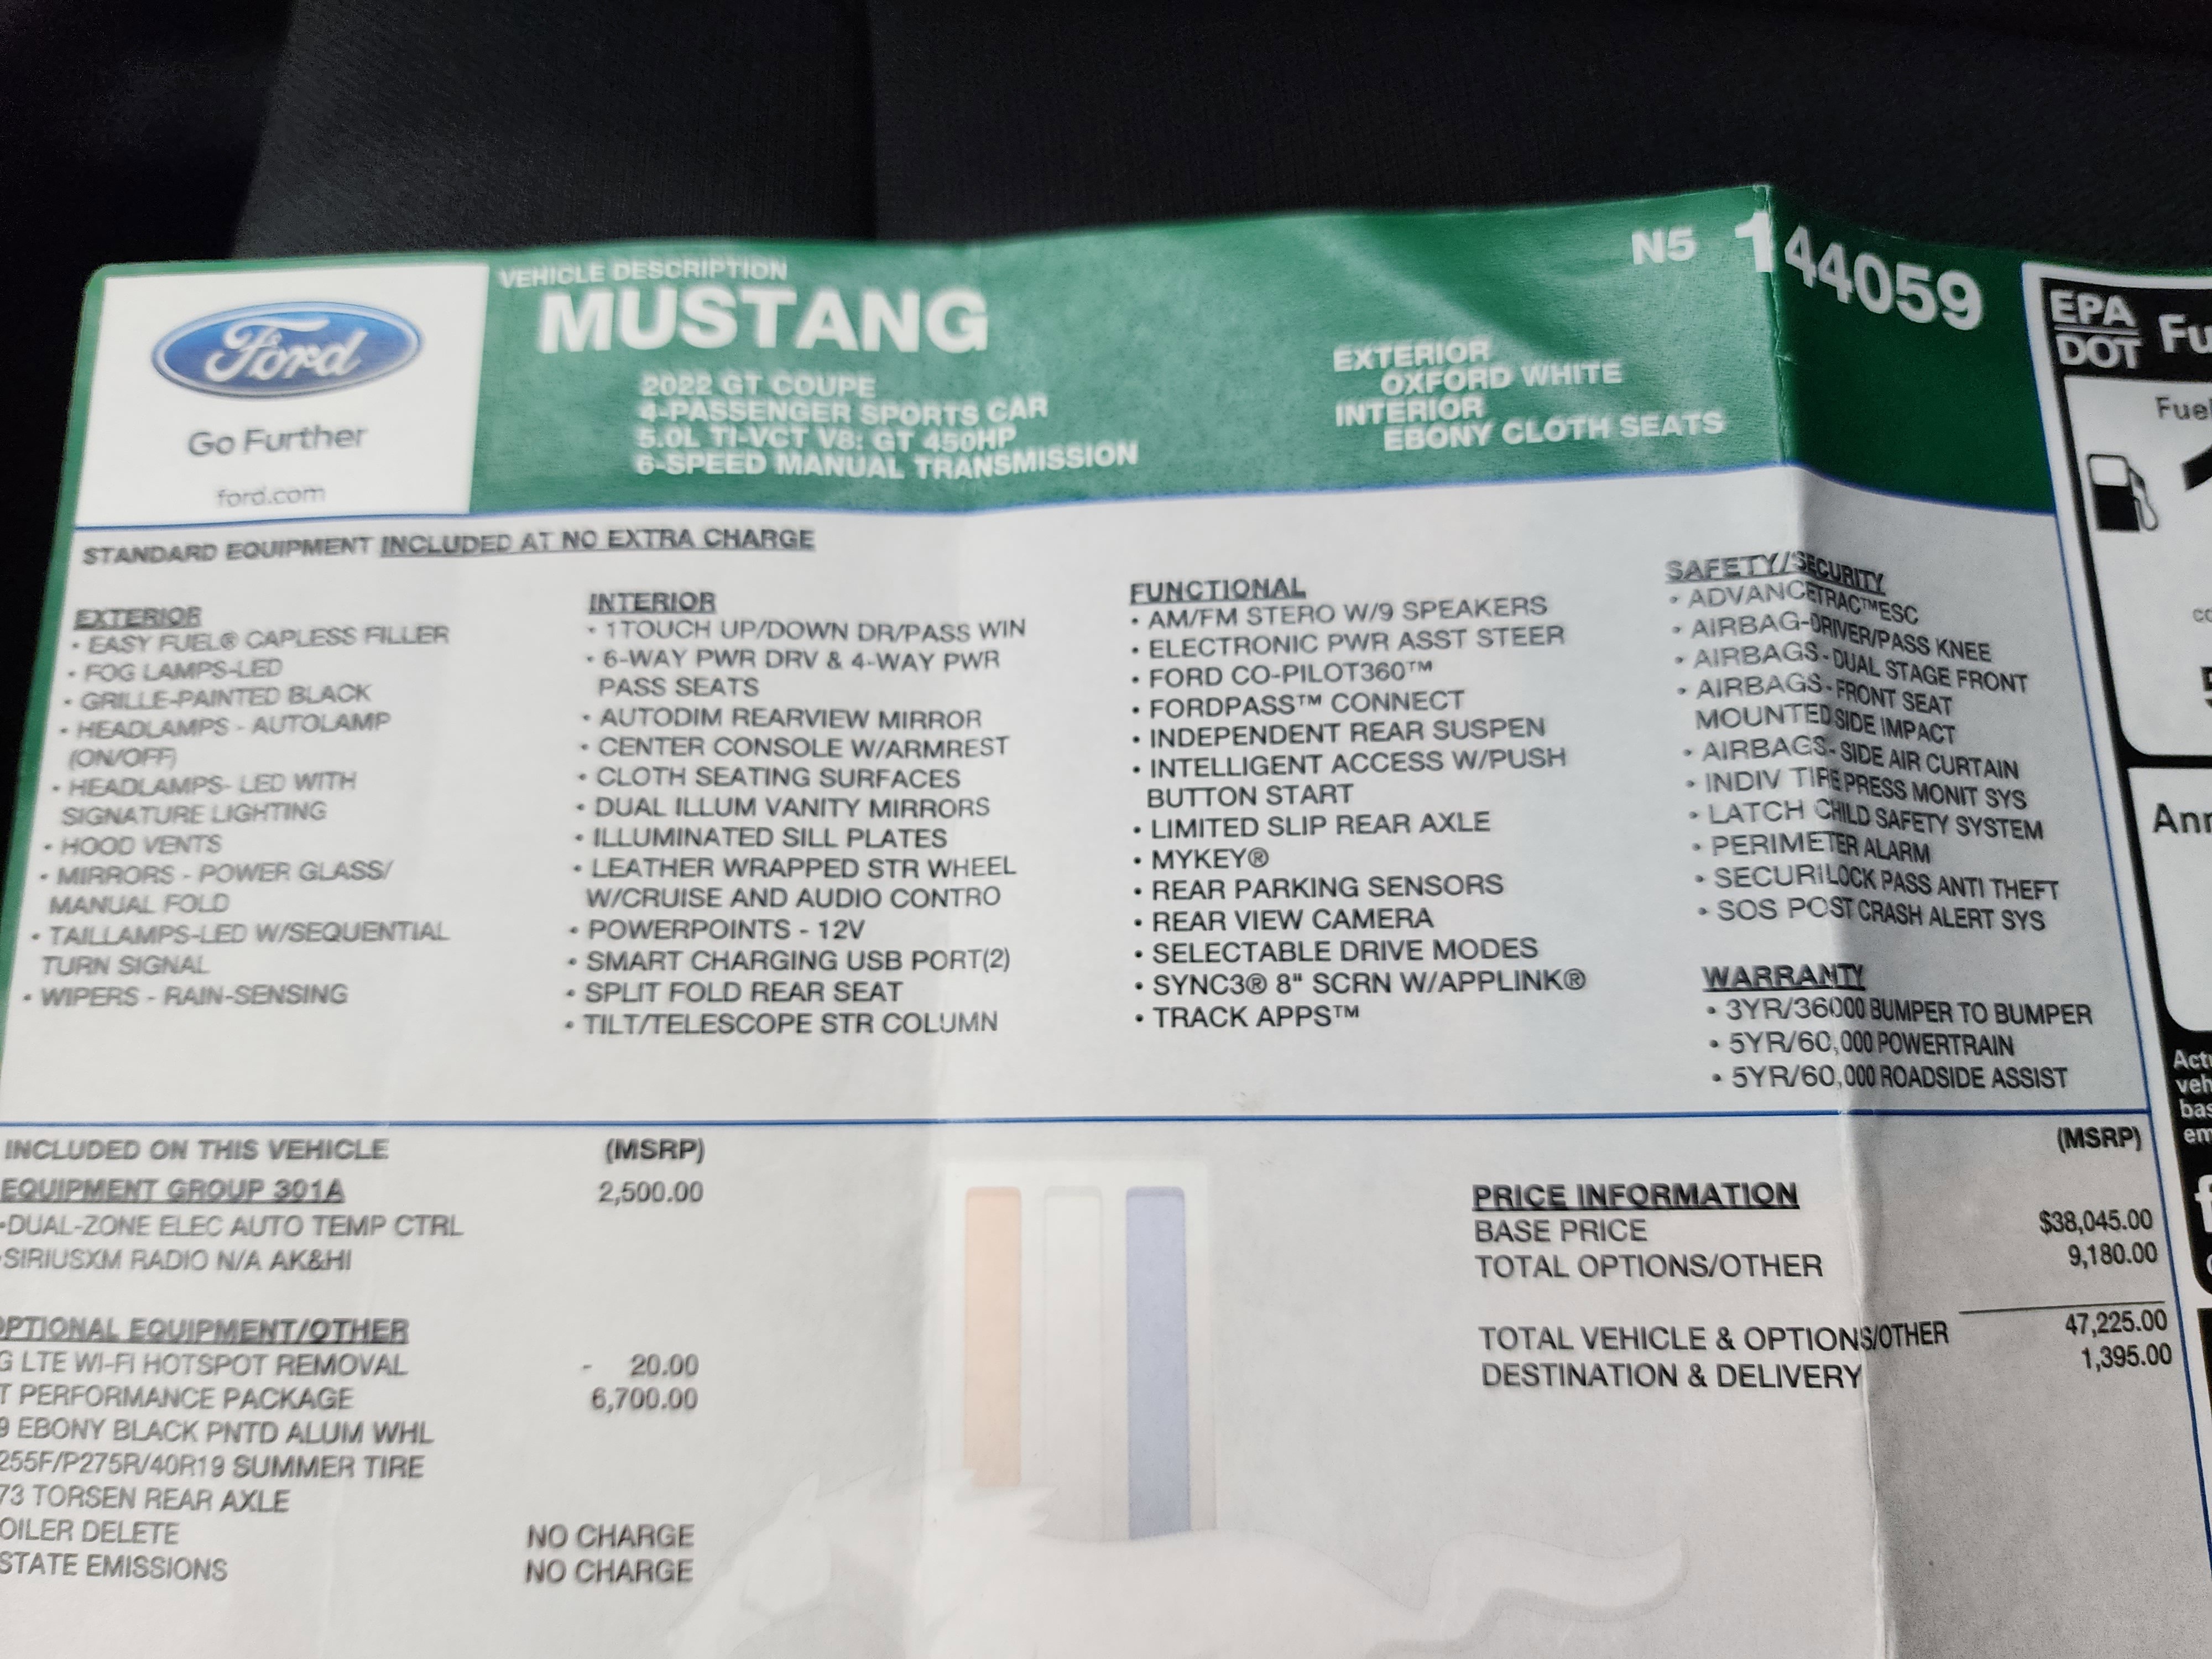 Ford
Go Further
ford.com
VEHICLE DESCRIPTION
MUSTANG
2022 GT COUPE
4-PASSENGER SPORTS CAR
5.0L TI-VCT V8: GT 450HP
6-SPEED MANUAL TRANSMISSION
N5 144059
EXTERIOR
OXFORD WHITE
INTERIOR
EBONY CLOTH SEATS
STANDARD EQUIPMENT INCLUDED AT NO EXTRA CHARGE
EXTERIOR
• EASY FUEL® CAPLESS FILLER
• FOG LAMPS-LED
• GRILLE-PAINTED BLACK
• HEADLAMPS - AUTOLAMP
(ON/OFF)
• HEADLAMPS- LED WITH
SIGNATURE LIGHTING
• HOOD VENTS
• MIRRORS - POWER GLASS/
MANUAL FOLD
• TAILLAMPS-LED W/SEQUENTIAL
TURN SIGNAL
• WIPERS - RAIN-SENSING
INTERIOR
• 1TOUCH UP/DOWN DR/PASS WIN
• 6-WAY PWR DRV & 4-WAY PWR
PASS SEATS
• AUTODIM REARVIEW MIRROR
• CENTER CONSOLE W/ARMREST
• CLOTH SEATING SURFACES
• DUAL ILLUM VANITY MIRRORS
• ILLUMINATED SILL PLATES
• LEATHER WRAPPED STR WHEEL
W/CRUISE AND AUDIO CONTRO
• POWERPOINTS - 12V
• SMART CHARGING USB PORT(2)
• SPLIT FOLD REAR SEAT
• TILT/TELESCOPE STR COLUMN
FUNCTIONAL
• AM/FM STERO W/9 SPEAKERS
• ELECTRONIC PWR ASST STEER
• FORD CO-PILOT360™
• FORDPASS™ CONNECT
• INDEPENDENT REAR SUSPEN
• INTELLIGENT ACCESS W/PUSH
BUTTON START
• LIMITED SLIP REAR AXLE
• MYKEY®
• REAR PARKING SENSORS
• REAR VIEW CAMERA
• SELECTABLE DRIVE MODES
• SYNC3® 8" SCRN W/APPLINK®
• TRACK APPS™
SAFETY/SECURITY
• ADVANCETRAC™ESC
• AIRBAG-DRIVER/PASS KNEE
• AIRBAGS-DUAL STAGE FRONT
• AIRBAGS-FRONT SEAT
MOUNTED SIDE IMPACT
• AIRBAGS-SIDE AIR CURTAIN
• INDIV TIRE PRESS MONIT SYS
• LATCH CHILD SAFETY SYSTEM
• PERIMETER ALARM
• SECURILOCK PASS ANTI THEFT
• SOS POST CRASH ALERT SYS
WARRANTY
• 3YR/36000 BUMPER TO BUMPER
• 5YR/60,000 POWERTRAIN
• 5YR/60,000 ROADSIDE ASSIST
INCLUDED ON THIS VEHICLE (MSRP)
EQUIPMENT GROUP 301A 2,500.00
•DUAL-ZONE ELEC AUTO TEMP CTRL
•SIRIUSXM RADIO N/A AK&HI
OPTIONAL EQUIPMENT/OTHER
G LTE WI-FI HOTSPOT REMOVAL - 20.00
T PERFORMANCE PACKAGE 6,700.00
9 EBONY BLACK PNTD ALUM WHL
255F/P275R/40R19 SUMMER TIRE
73 TORSEN REAR AXLE
OILER DELETE NO CHARGE
STATE EMISSIONS NO CHARGE
(MSRP)
PRICE INFORMATION
BASE PRICE $38,045.00
TOTAL OPTIONS/OTHER 9,180.00
TOTAL VEHICLE & OPTIONS/OTHER 47,225.00
DESTINATION & DELIVERY 1,395.00
EPA
DOT
Fu
Fuel
Ann
Actu
veh
bas
em